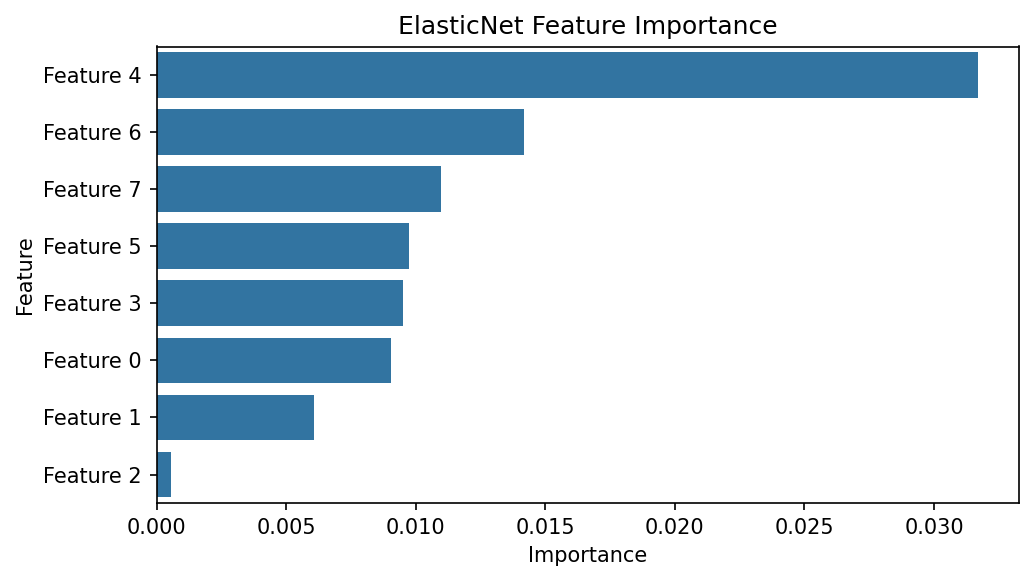 ElasticNet Feature Importance
Feature
Feature 4
Feature 6
Feature 7
Feature 5
Feature 3
Feature 0
Feature 1
Feature 2
0.000 0.005 0.010 0.015 0.020 0.025 0.030
Importance